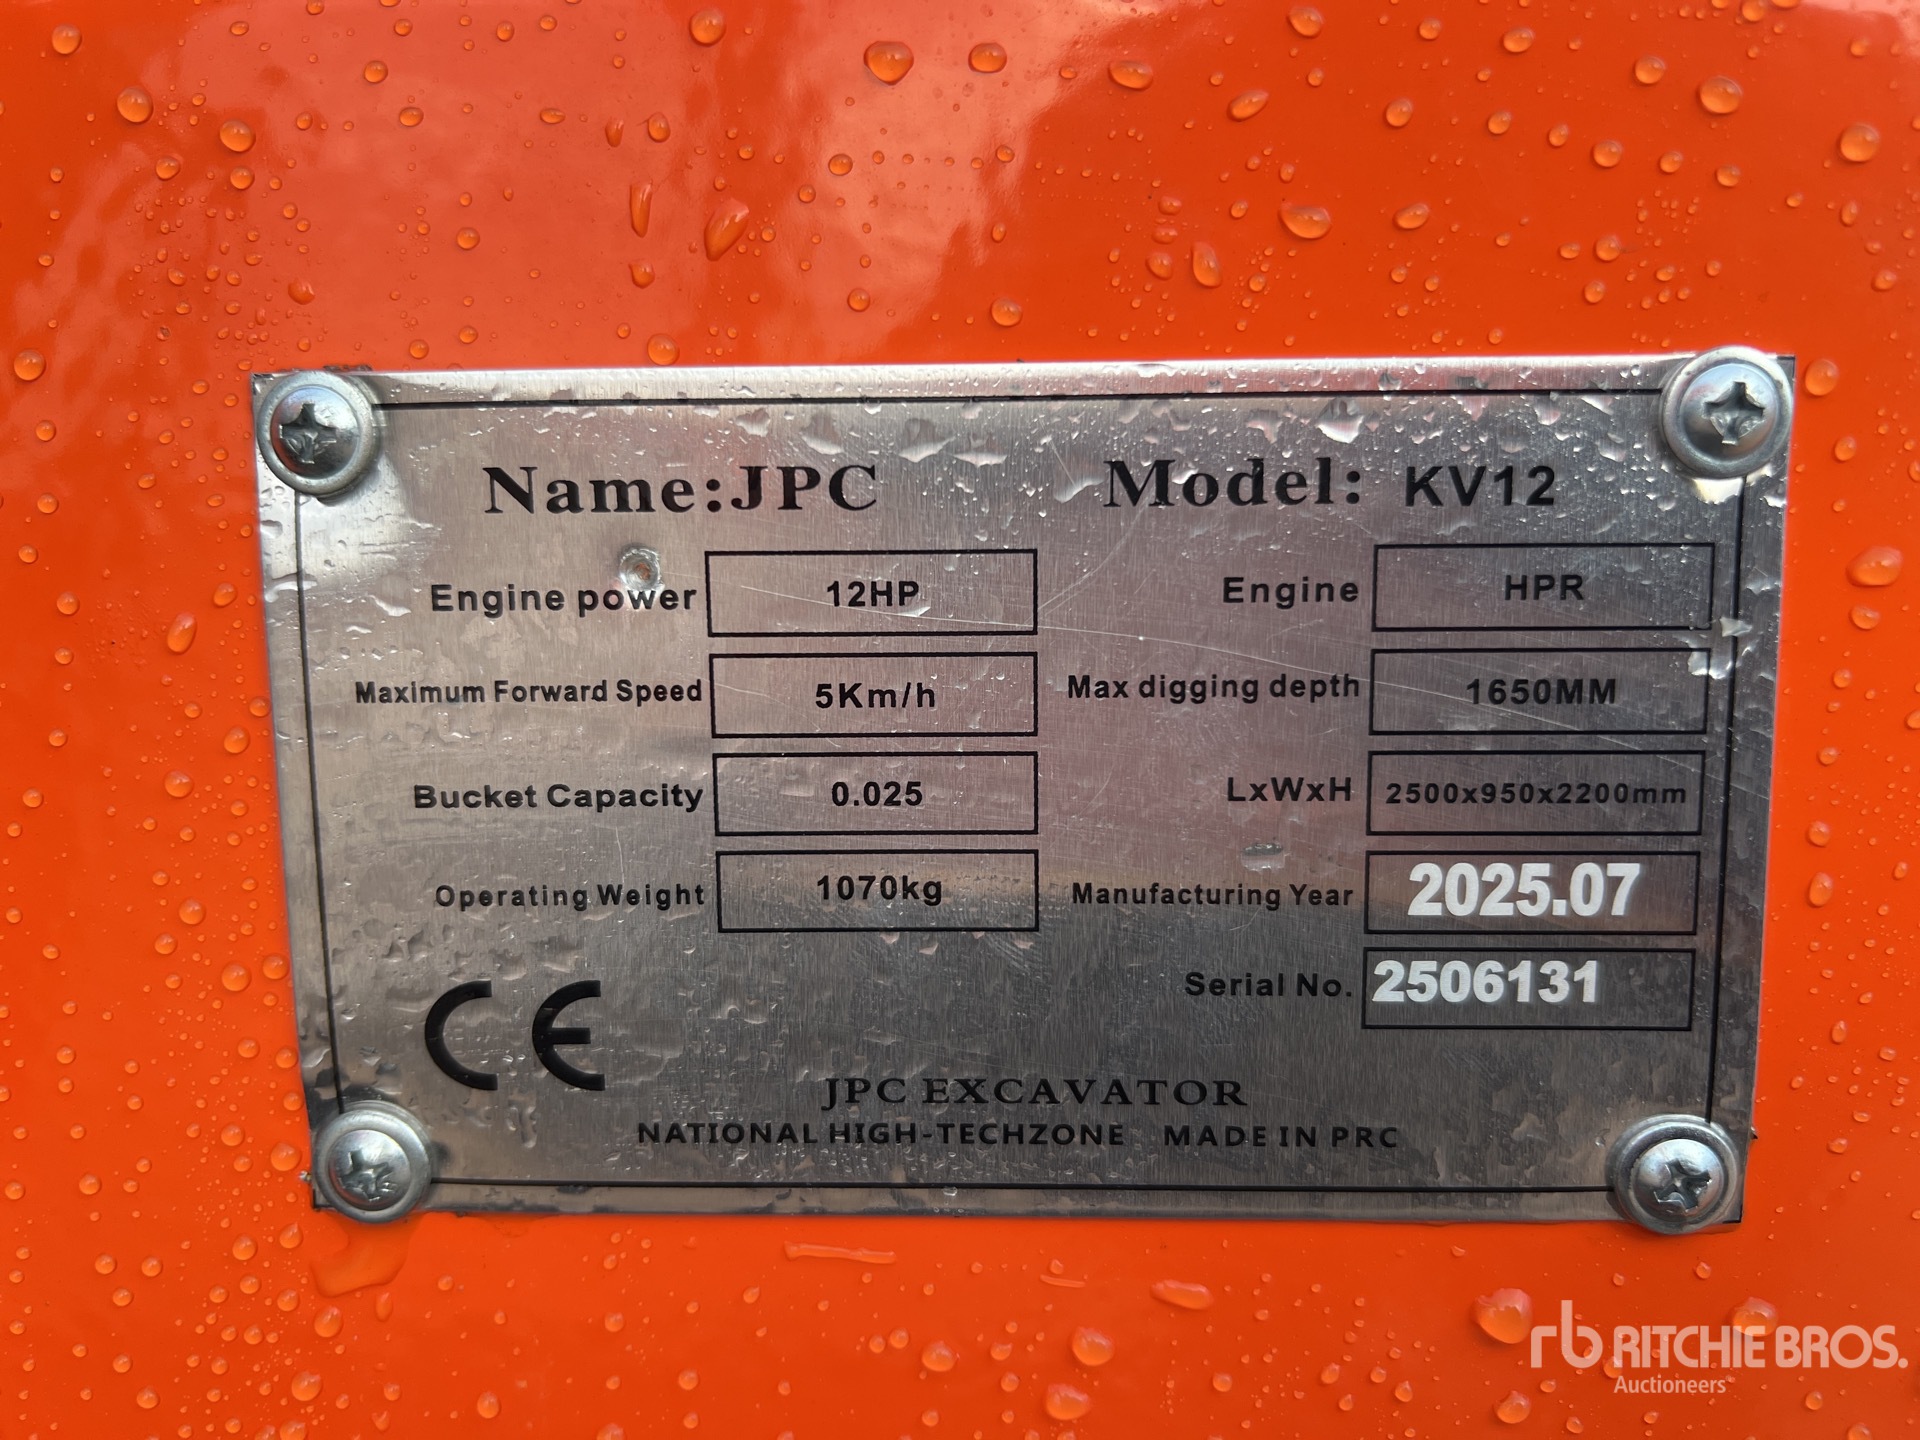 Name:JPC Model: KV12
Engine power 12HP Engine HPR
Maximum Forward Speed 5Km/h Max digging depth 1650MM
Bucket Capacity 0.025 LxWxH 2500x950x2200mm
Operating Weight 1070kg Manufacturing Year 2025.07
Serial No. 2506131
CE
JPC EXCAVATOR
NATIONAL HIGH-TECHZONE MADE IN PRC
rb RITCHIE BROS.
Auctioneers